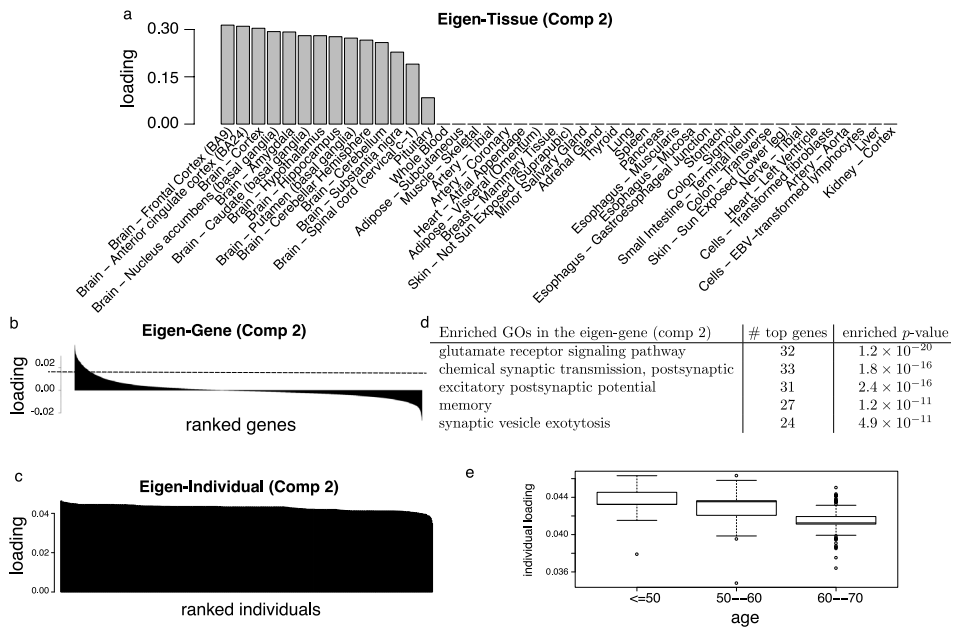 a
Eigen-Tissue (Comp 2)
loading
0.30
0.15
0.00
Brain – Frontal Cortex (BA9)
Brain – Anterior cingulate cortex (BA24)
Brain – Cortex
Brain – Nucleus accumbens (basal ganglia)
Brain – Amygdala
Brain – Caudate (basal ganglia)
Brain – Hypothalamus
Brain – Hippocampus
Brain – Putamen (basal ganglia)
Brain – Cerebellar Hemisphere
Brain – Cerebellum
Brain – Substantia nigra
Brain – Spinal cord (cervical c–1)
Pituitary
Whole Blood
Adipose – Subcutaneous
Muscle – Skeletal
Artery – Tibial
Artery – Coronary
Heart – Atrial Appendage
Adipose – Visceral (Omentum)
Breast – Mammary Tissue
Skin – Not Sun Exposed (Suprapubic)
Minor Salivary Gland
Adrenal Gland
Thyroid
Lung
Spleen
Pancreas
Esophagus – Muscularis
Esophagus – Mucosa
Esophagus – Gastroesophageal Junction
Stomach
Colon – Sigmoid
Small Intestine – Terminal Ileum
Colon – Transverse
Skin – Sun Exposed (Lower leg)
Nerve – Tibial
Heart – Left Ventricle
Cells – Transformed fibroblasts
Artery – Aorta
Cells – EBV–transformed lymphocytes
Liver
Kidney – Cortex
b
Eigen-Gene (Comp 2)
loading
0.02
0.00
-0.02
ranked genes
d
Enriched GOs in the eigen-gene (comp 2) # top genes enriched p-value
glutamate receptor signaling pathway 32 1.2 × 10⁻²⁰
chemical synaptic transmission, postsynaptic 33 1.8 × 10⁻¹⁶
excitatory postsynaptic potential 31 2.4 × 10⁻¹⁶
memory 27 1.2 × 10⁻¹¹
synaptic vesicle exotytosis 24 4.9 × 10⁻¹¹
c
Eigen-Individual (Comp 2)
loading
0.04
0.02
0.00
ranked individuals
e
individual loading
0.044
0.040
0.036
<=50 50––60 60––70
age